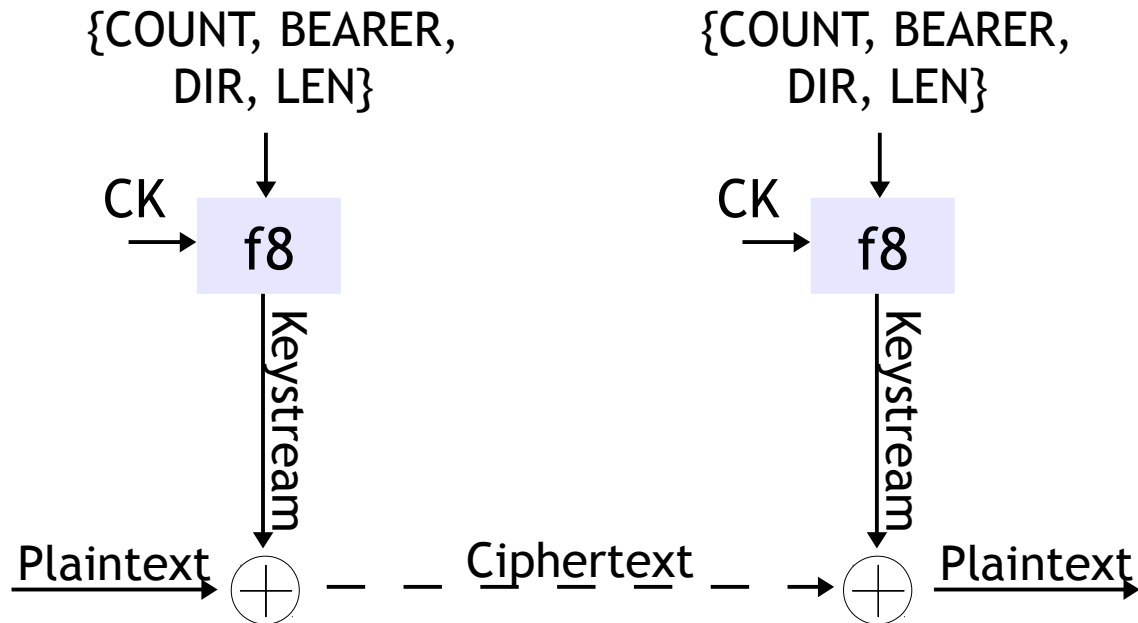 {COUNT, BEARER,
DIR, LEN}
{COUNT, BEARER,
DIR, LEN}
CK
f8
CK
f8
Keystream
Keystream
Plaintext
Ciphertext
Plaintext